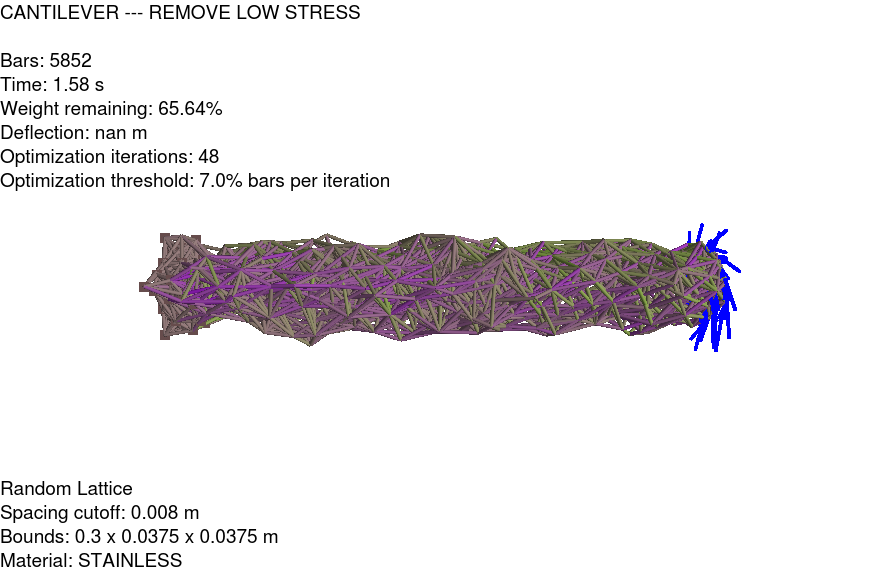 CANTILEVER --- REMOVE LOW STRESS
Bars: 5852
Time: 1.58 s
Weight remaining: 65.64%
Deflection: nan m
Optimization iterations: 48
Optimization threshold: 7.0% bars per iteration
Random Lattice
Spacing cutoff: 0.008 m
Bounds: 0.3 x 0.0375 x 0.0375 m
Material: STAINLESS